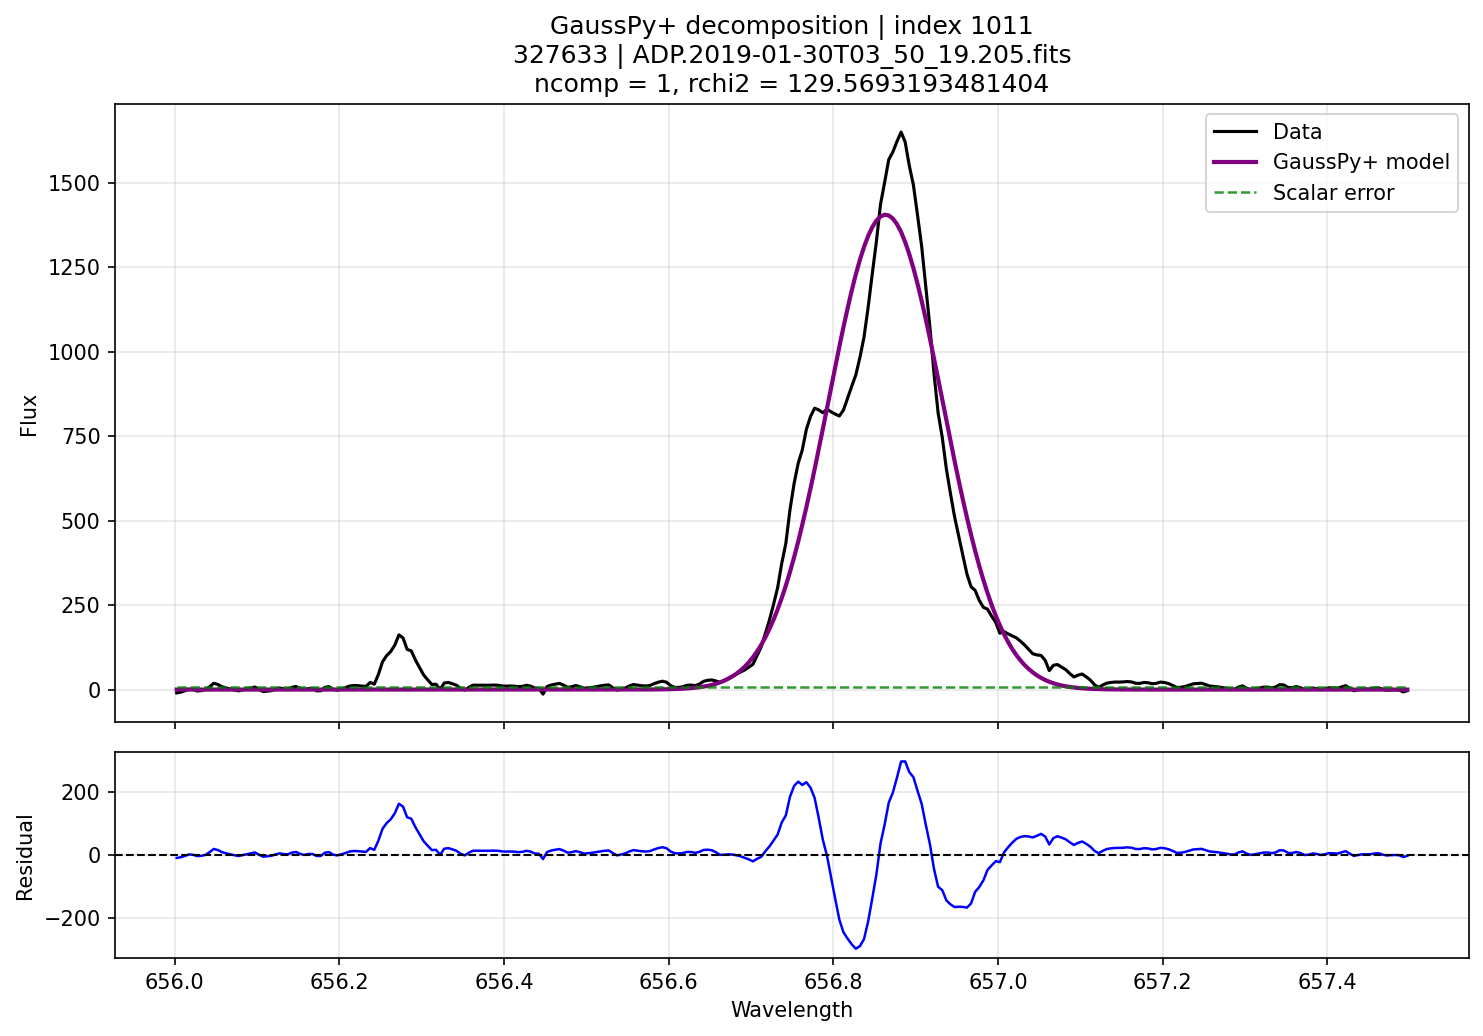 GaussPy+ decomposition | index 1011
327633 | ADP.2019-01-30T03_50_19.205.fits
ncomp = 1, rchi2 = 129.5693193481404
Data
GaussPy+ model
Scalar error
Flux
1500
1250
1000
750
500
250
0
Residual
200
0
−200
656.0 656.2 656.4 656.6 656.8 657.0 657.2 657.4
Wavelength